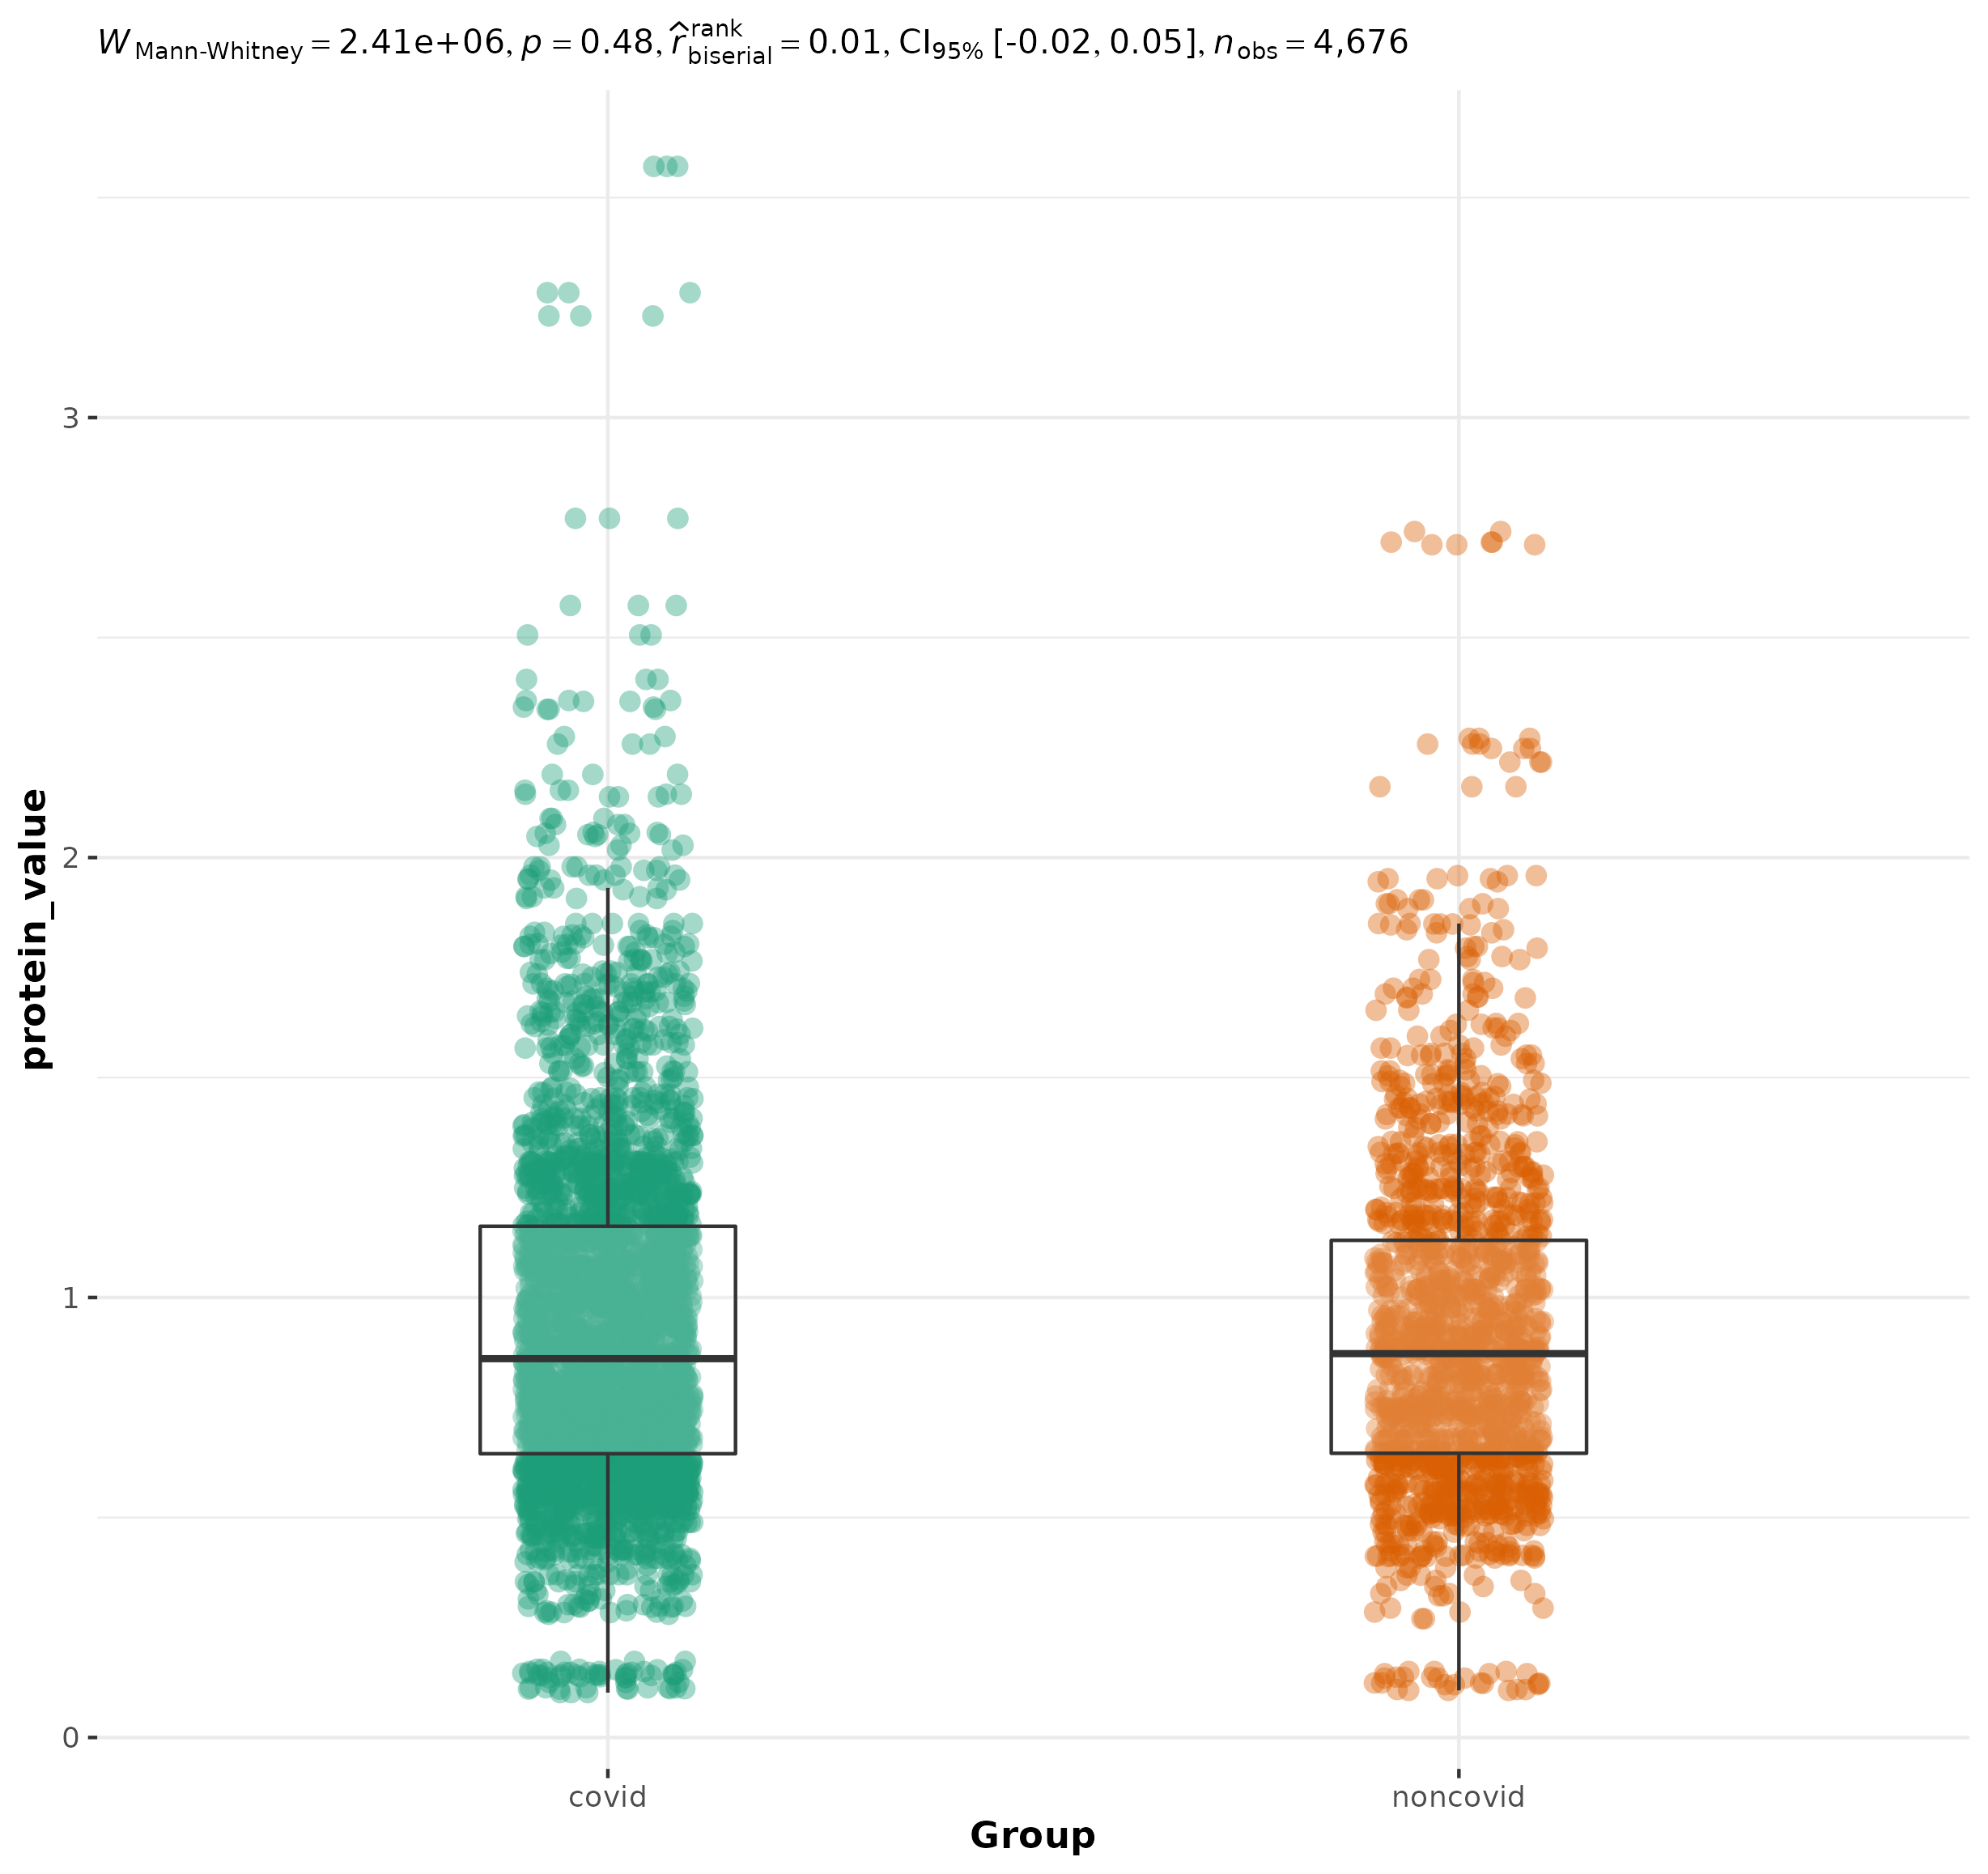 W Mann-Whitney = 2.41e+06, p = 0.48, r̂ rank biserial = 0.01, CI95% [-0.02, 0.05], n obs = 4,676
3
2
1
0
protein_value
covid noncovid
Group